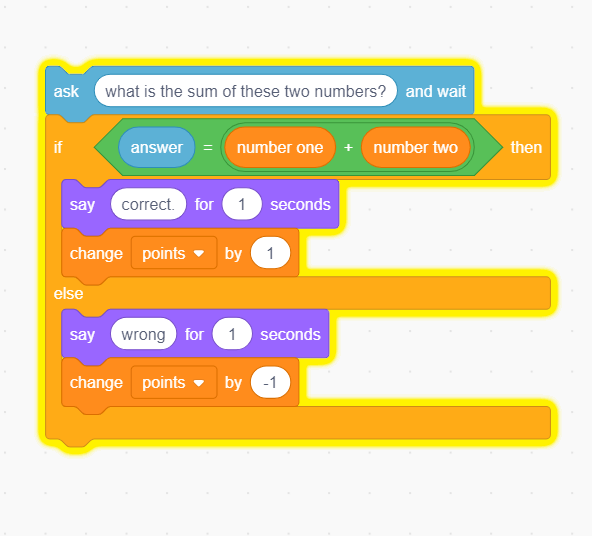 ask what is the sum of these two numbers? and wait
if answer = number one + number two then
say correct. for 1 seconds
change points by 1
else
say wrong for 1 seconds
change points by -1